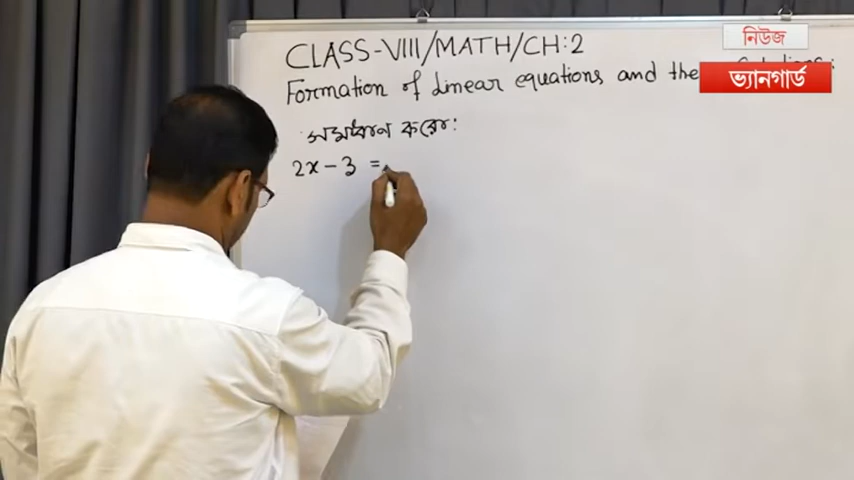 CLASS-VIII/MATH/CH:2
Formation of Linear equations and the
নিউজ
ভ্যানগার্ড
সমাধান করো:
2x - 3 =